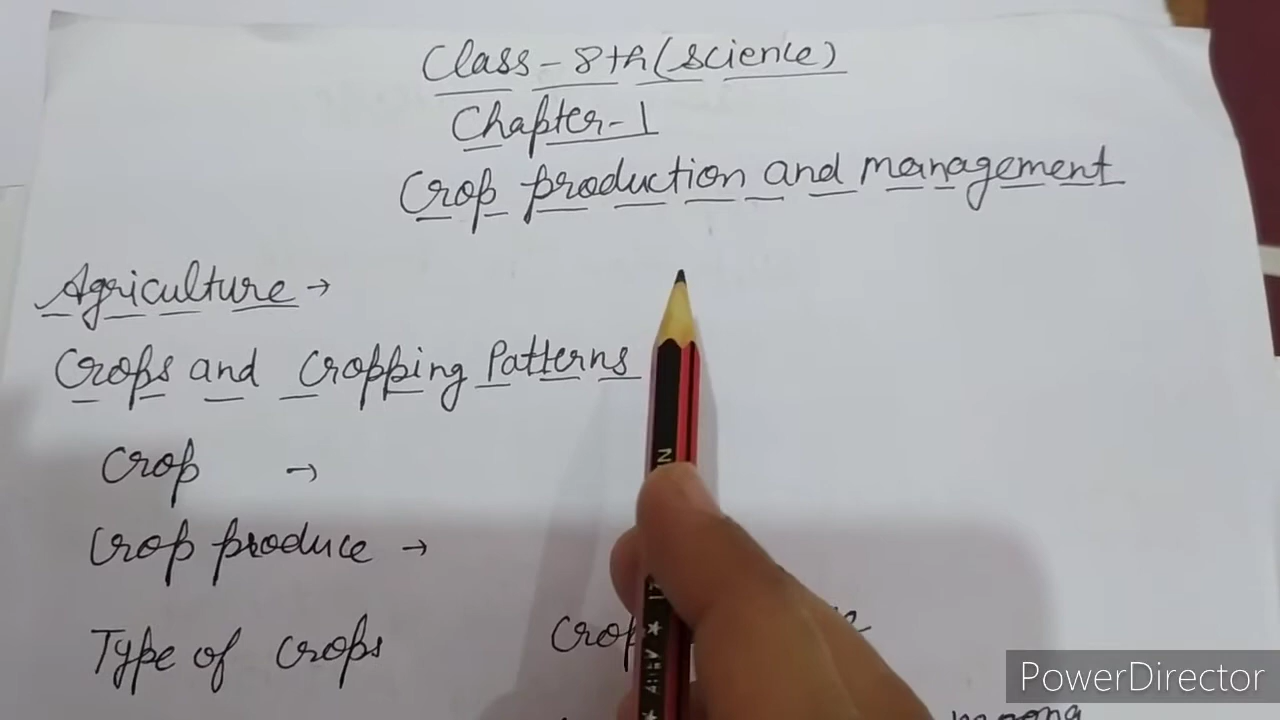 Class - 8th (science)
Chapter-1
Crop production and management
Agriculture →
Crops and Cropping Patterns
Crop →
Crop produce →
Type of crops Crop
PowerDirector